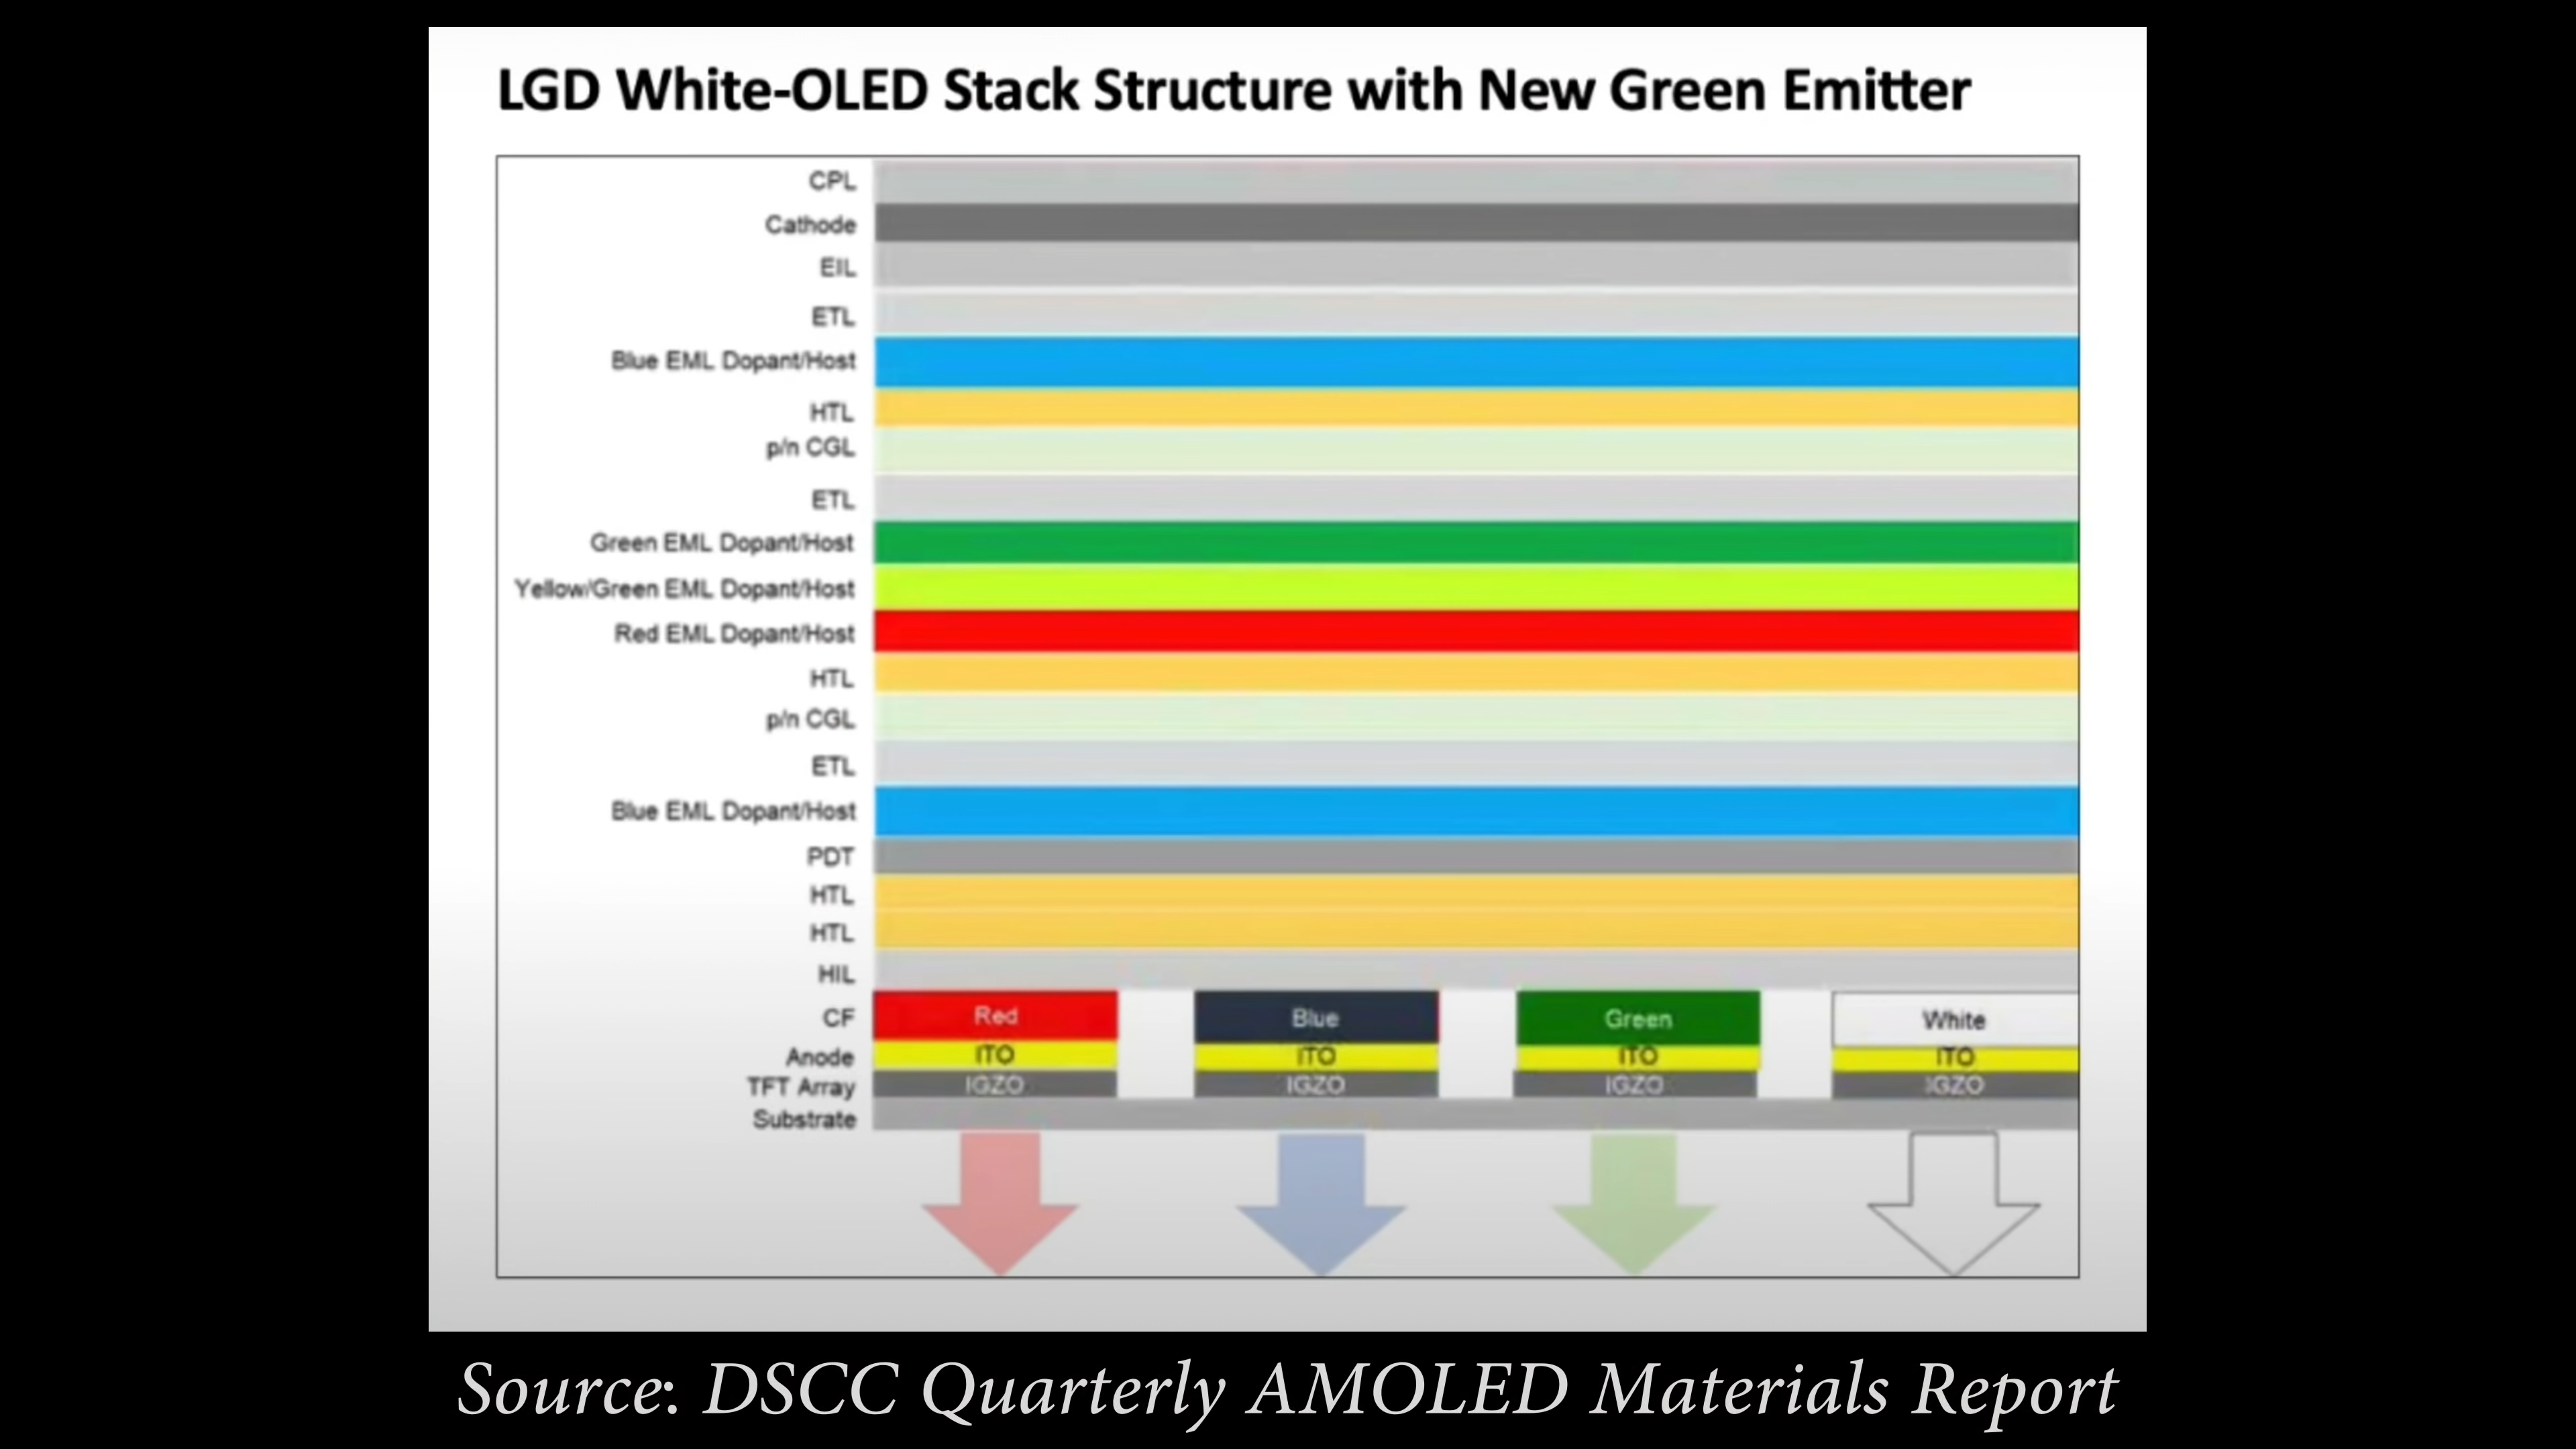 LGD White-OLED Stack Structure with New Green Emitter
CPL
Cathode
EIL
ETL
Blue EML Dopant/Host
HTL
p/n CGL
ETL
Green EML Dopant/Host
Yellow/Green EML Dopant/Host
Red EML Dopant/Host
HTL
p/n CGL
ETL
Blue EML Dopant/Host
PDT
HTL
HTL
HIL
CF Red Blue Green White
Anode ITO ITO ITO ITO
TFT Array IGZO IGZO IGZO IGZO
Substrate
Source: DSCC Quarterly AMOLED Materials Report